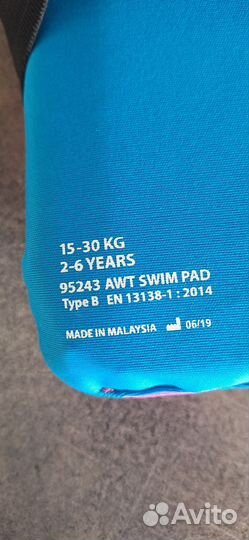 15-30 KG
2-6 YEARS
95243 AWT SWIM PAD
Type B EN 13138-1 : 2014
MADE IN MALAYSIA 06/19
Avito